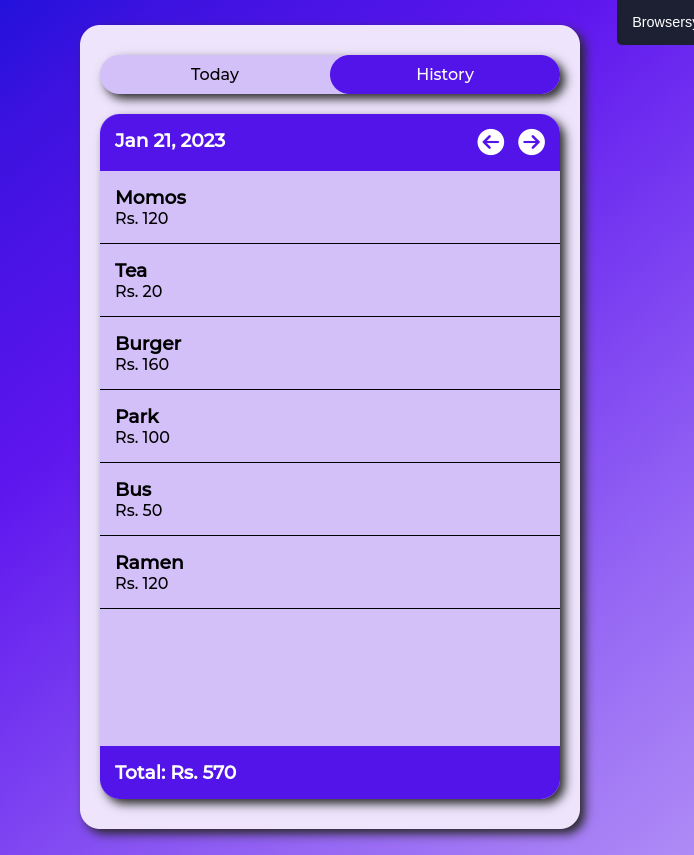 Browsersy
Today
History
Jan 21, 2023
Momos
Rs. 120
Tea
Rs. 20
Burger
Rs. 160
Park
Rs. 100
Bus
Rs. 50
Ramen
Rs. 120
Total: Rs. 570